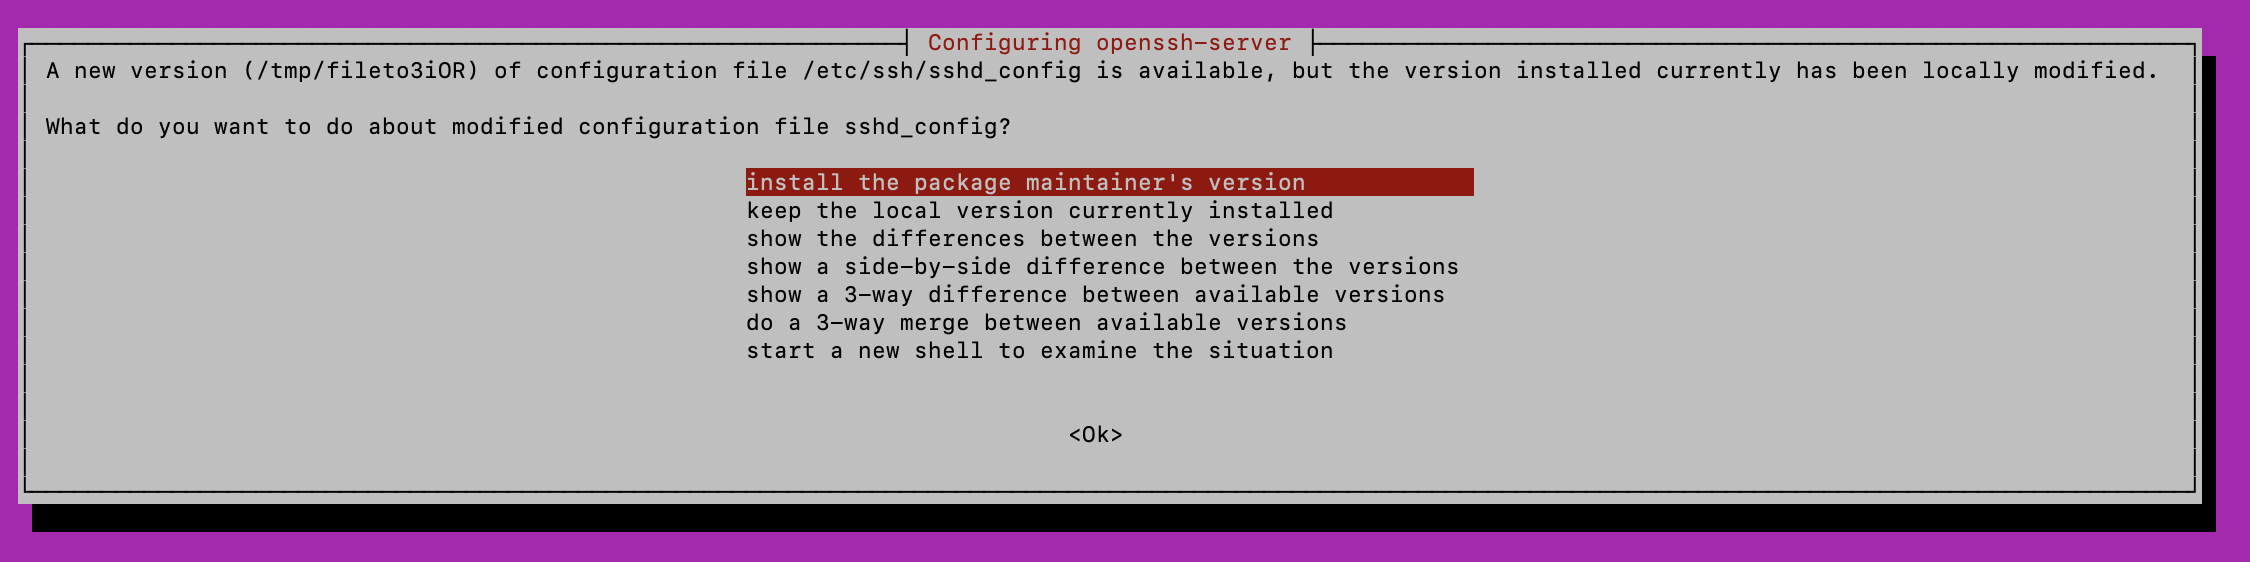 Configuring openssh-server
A new version (/tmp/fileto3iOR) of configuration file /etc/ssh/sshd_config is available, but the version installed currently has been locally modified.
What do you want to do about modified configuration file sshd_config?
install the package maintainer's version
keep the local version currently installed
show the differences between the versions
show a side-by-side difference between the versions
show a 3-way difference between available versions
do a 3-way merge between available versions
start a new shell to examine the situation
<Ok>